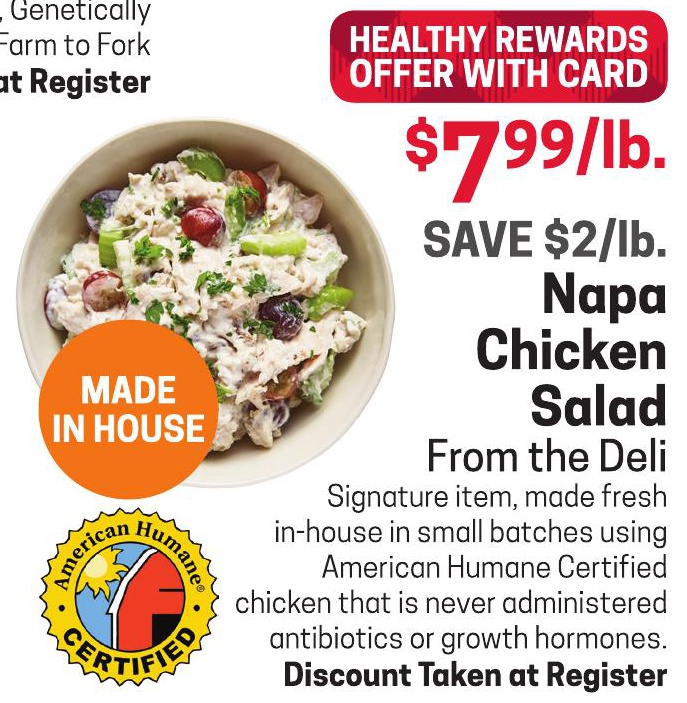 , Genetically
Farm to Fork
at Register
HEALTHY REWARDS
OFFER WITH CARD
$7.99/lb.
SAVE $2/lb.
Napa
Chicken
Salad
From the Deli
Signature item, made fresh
in-house in small batches using
American Humane Certified
chicken that is never administered
antibiotics or growth hormones.
Discount Taken at Register
MADE
IN HOUSE
American Humane®
CERTIFIED